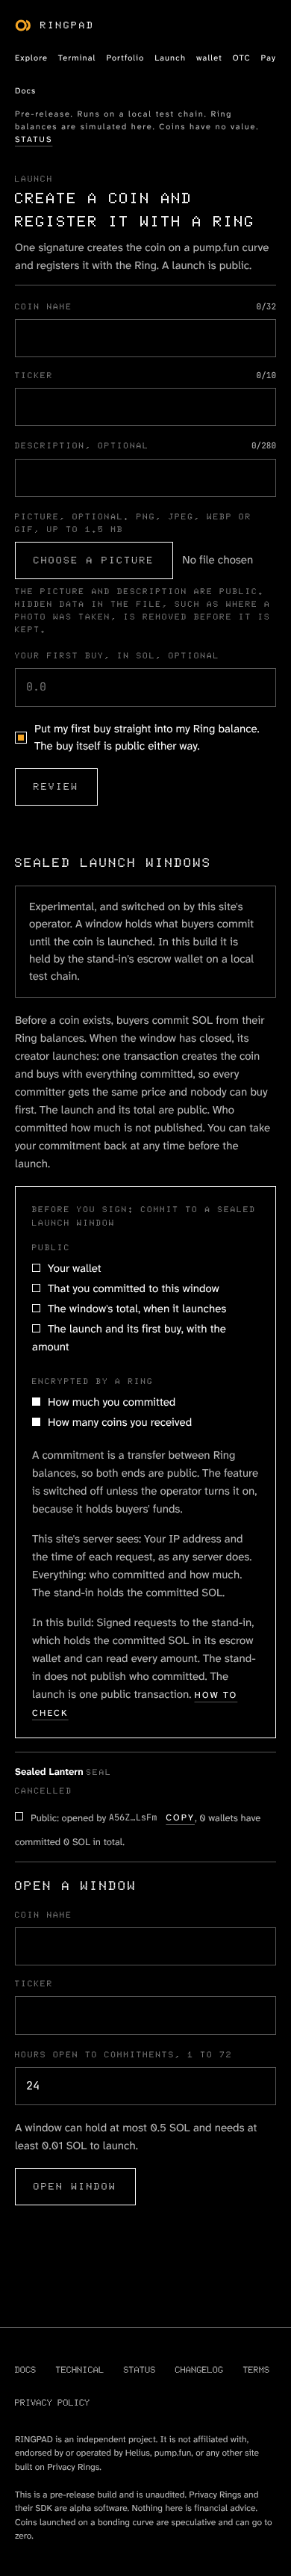 RINGPAD
Explore Terminal Portfolio Launch wallet OTC Pay
Docs
Pre-release. Runs on a local test chain. Ring
balances are simulated here. Coins have no value.
STATUS
LAUNCH
CREATE A COIN AND
REGISTER IT WITH A RING
One signature creates the coin on a pump.fun curve
and registers it with the Ring. A launch is public.
COIN NAME 0/32
TICKER 0/10
DESCRIPTION, OPTIONAL 0/280
PICTURE, OPTIONAL. PNG, JPEG, WEBP OR
GIF, UP TO 1.5 MB
CHOOSE A PICTURE No file chosen
THE PICTURE AND DESCRIPTION ARE PUBLIC.
HIDDEN DATA IN THE FILE, SUCH AS WHERE A
PHOTO WAS TAKEN, IS REMOVED BEFORE IT IS
KEPT.
YOUR FIRST BUY, IN SOL, OPTIONAL
0.0
Put my first buy straight into my Ring balance.
The buy itself is public either way.
REVIEW
SEALED LAUNCH WINDOWS
Experimental, and switched on by this site's
operator. A window holds what buyers commit
until the coin is launched. In this build it is
held by the stand-in's escrow wallet on a local
test chain.
Before a coin exists, buyers commit SOL from their
Ring balances. When the window has closed, its
creator launches: one transaction creates the coin
and buys with everything committed, so every
committer gets the same price and nobody can buy
first. The launch and its total are public. Who
committed how much is not published. You can take
your commitment back at any time before the
launch.
BEFORE YOU SIGN: COMMIT TO A SEALED
LAUNCH WINDOW
PUBLIC
Your wallet
That you committed to this window
The window's total, when it launches
The launch and its first buy, with the
amount
ENCRYPTED BY A RING
How much you committed
How many coins you received
A commitment is a transfer between Ring
balances, so both ends are public. The feature
is switched off unless the operator turns it on,
because it holds buyers' funds.
This site's server sees: Your IP address and
the time of each request, as any server does.
Everything: who committed and how much.
The stand-in holds the committed SOL.
In this build: Signed requests to the stand-in,
which holds the committed SOL in its escrow
wallet and can read every amount. The stand-
in does not publish who committed. The
launch is one public transaction. HOW TO
CHECK
Sealed Lantern SEAL
CANCELLED
Public: opened by A56Z…LsFm COPY, 0 wallets have
committed 0 SOL in total.
OPEN A WINDOW
COIN NAME
TICKER
HOURS OPEN TO COMMITMENTS, 1 TO 72
24
A window can hold at most 0.5 SOL and needs at
least 0.01 SOL to launch.
OPEN WINDOW
DOCS TECHNICAL STATUS CHANGELOG TERMS
PRIVACY POLICY
RINGPAD is an independent project. It is not affiliated with,
endorsed by or operated by Helius, pump.fun, or any other site
built on Privacy Rings.
This is a pre-release build and is unaudited. Privacy Rings and
their SDK are alpha software. Nothing here is financial advice.
Coins launched on a bonding curve are speculative and can go to
zero.